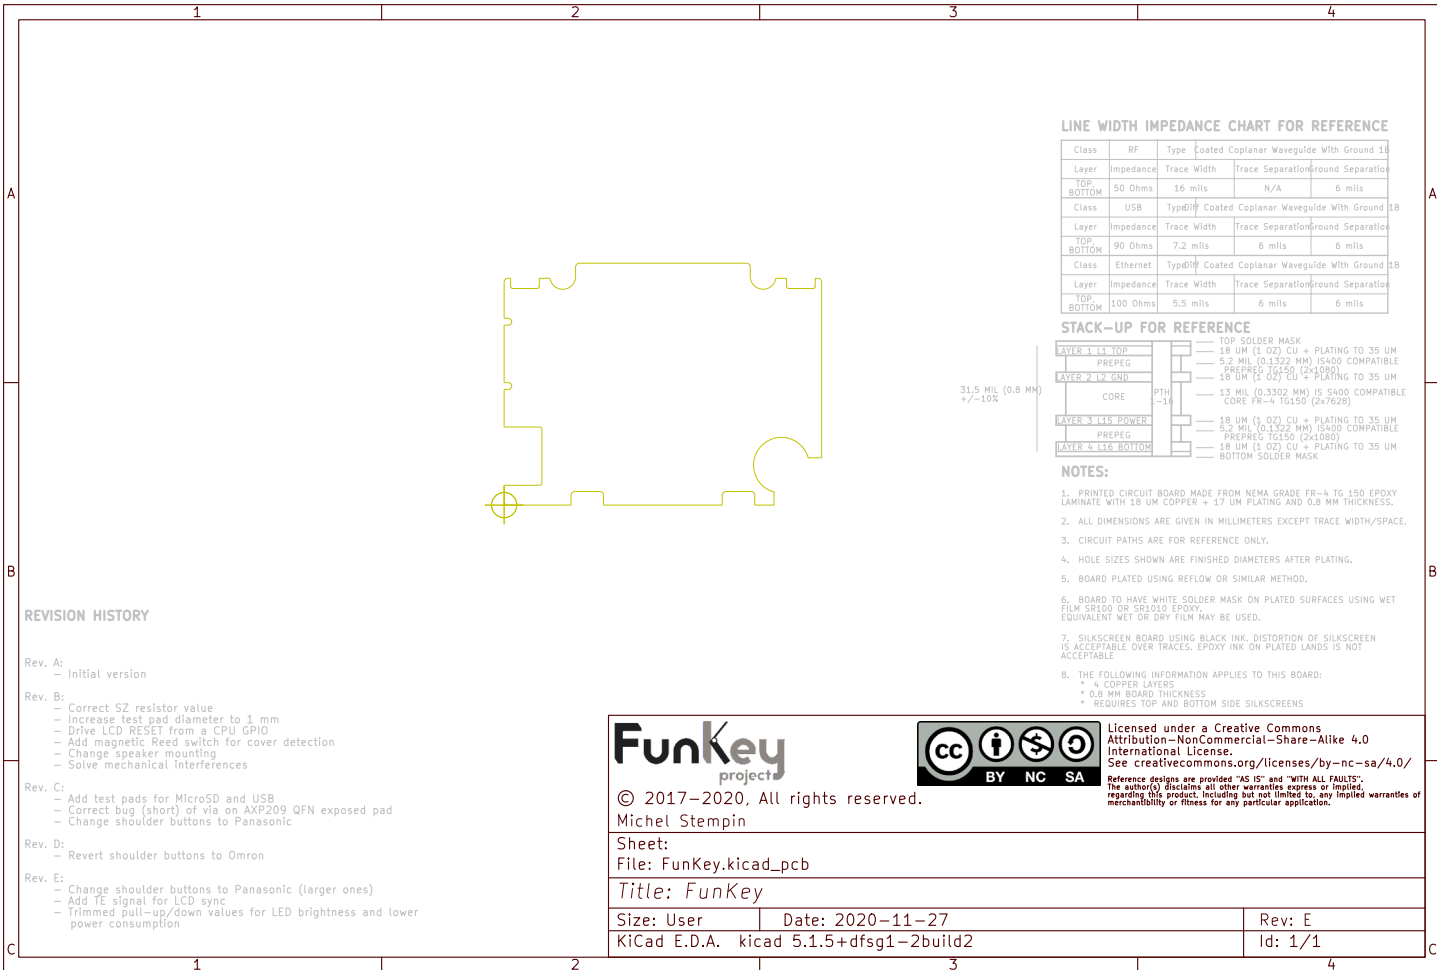 1 2 3 4
A A
B B
C C
LINE WIDTH IMPEDANCE CHART FOR REFERENCE
Class RF Type Coated Coplanar Waveguide With Ground 1B
Layer Impedance Trace Width Trace Separation Ground Separation
TOP, BOTTOM 50 Ohms 16 mils N/A 6 mils
Class USB Type Diff Coated Coplanar Waveguide With Ground 1B
Layer Impedance Trace Width Trace Separation Ground Separation
TOP, BOTTOM 90 Ohms 7.2 mils 6 mils 6 mils
Class Ethernet Type Diff Coated Coplanar Waveguide With Ground 1B
Layer Impedance Trace Width Trace Separation Ground Separation
TOP, BOTTOM 100 Ohms 5.5 mils 6 mils 6 mils
STACK-UP FOR REFERENCE
TOP SOLDER MASK
LAYER 1 L1 TOP 18 UM (1 OZ) CU + PLATING TO 35 UM
PREPEG 5.2 MIL (0.1322 MM) IS400 COMPATIBLE
PREPREG TG150 (2x1080)
LAYER 2 L2 GND 18 UM (1 OZ) CU + PLATING TO 35 UM
31.5 MIL (0.8 MM)
+/-10%
CORE PTH 1-16 13 MIL (0.3302 MM) IS S400 COMPATIBLE
CORE FR-4 TG150 (2x7628)
LAYER 3 L15 POWER 18 UM (1 OZ) CU + PLATING TO 35 UM
PREPEG 5.2 MIL (0.1322 MM) IS400 COMPATIBLE
PREPREG TG150 (2x1080)
LAYER 4 L16 BOTTOM 18 UM (1 OZ) CU + PLATING TO 35 UM
BOTTOM SOLDER MASK
NOTES:
1. PRINTED CIRCUIT BOARD MADE FROM NEMA GRADE FR-4 TG 150 EPOXY
LAMINATE WITH 18 UM COPPER + 17 UM PLATING AND 0.8 MM THICKNESS.
2. ALL DIMENSIONS ARE GIVEN IN MILLIMETERS EXCEPT TRACE WIDTH/SPACE.
3. CIRCUIT PATHS ARE FOR REFERENCE ONLY.
4. HOLE SIZES SHOWN ARE FINISHED DIAMETERS AFTER PLATING.
5. BOARD PLATED USING REFLOW OR SIMILAR METHOD.
6. BOARD TO HAVE WHITE SOLDER MASK ON PLATED SURFACES USING WET
FILM SR100 OR SR1010 EPOXY.
EQUIVALENT WET OR DRY FILM MAY BE USED.
7. SILKSCREEN BOARD USING BLACK INK. DISTORTION OF SILKSCREEN
IS ACCEPTABLE OVER TRACES. EPOXY INK ON PLATED LANDS IS NOT
ACCEPTABLE
8. THE FOLLOWING INFORMATION APPLIES TO THIS BOARD:
* 4 COPPER LAYERS
* 0.8 MM BOARD THICKNESS
* REQUIRES TOP AND BOTTOM SIDE SILKSCREENS
REVISION HISTORY
Rev. A:
- Initial version
Rev. B:
- Correct SZ resistor value
- Increase test pad diameter to 1 mm
- Drive LCD RESET from a CPU GPIO
- Add magnetic Reed switch for cover detection
- Change speaker mounting
- Solve mechanical interferences
Rev. C:
- Add test pads for MicroSD and USB
- Correct bug (short) of via on AXP209 QFN exposed pad
- Change shoulder buttons to Panasonic
Rev. D:
- Revert shoulder buttons to Omron
Rev. E:
- Change shoulder buttons to Panasonic (larger ones)
- Add TE signal for LCD sync
- Trimmed pull-up/down values for LED brightness and lower
power consumption
FunKey
project
cc BY NC SA
Licensed under a Creative Commons
Attribution-NonCommercial-Share-Alike 4.0
International License.
See creativecommons.org/licenses/by-nc-sa/4.0/
Reference designs are provided "AS IS" and "WITH ALL FAULTS".
The author(s) disclaims all other warranties express or implied,
regarding this product, including but not limited to, any implied warranties of
merchantibility or fitness for any particular application.
© 2017-2020, All rights reserved.
Michel Stempin
Sheet:
File: FunKey.kicad_pcb
Title: FunKey
Size: User Date: 2020-11-27 Rev: E
KiCad E.D.A. kicad 5.1.5+dfsg1-2build2 Id: 1/1
1 2 3 4